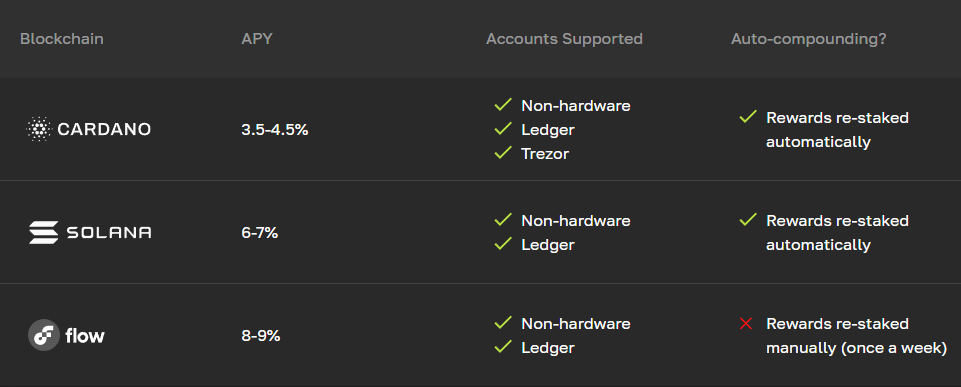 Blockchain APY Accounts Supported Auto-compounding?
CARDANO
3.5-4.5%
Non-hardware
Ledger
Trezor
Rewards re-staked
automatically
SOLANA
6-7%
Non-hardware
Ledger
Rewards re-staked
automatically
flow
8-9%
Non-hardware
Ledger
Rewards re-staked
manually (once a week)